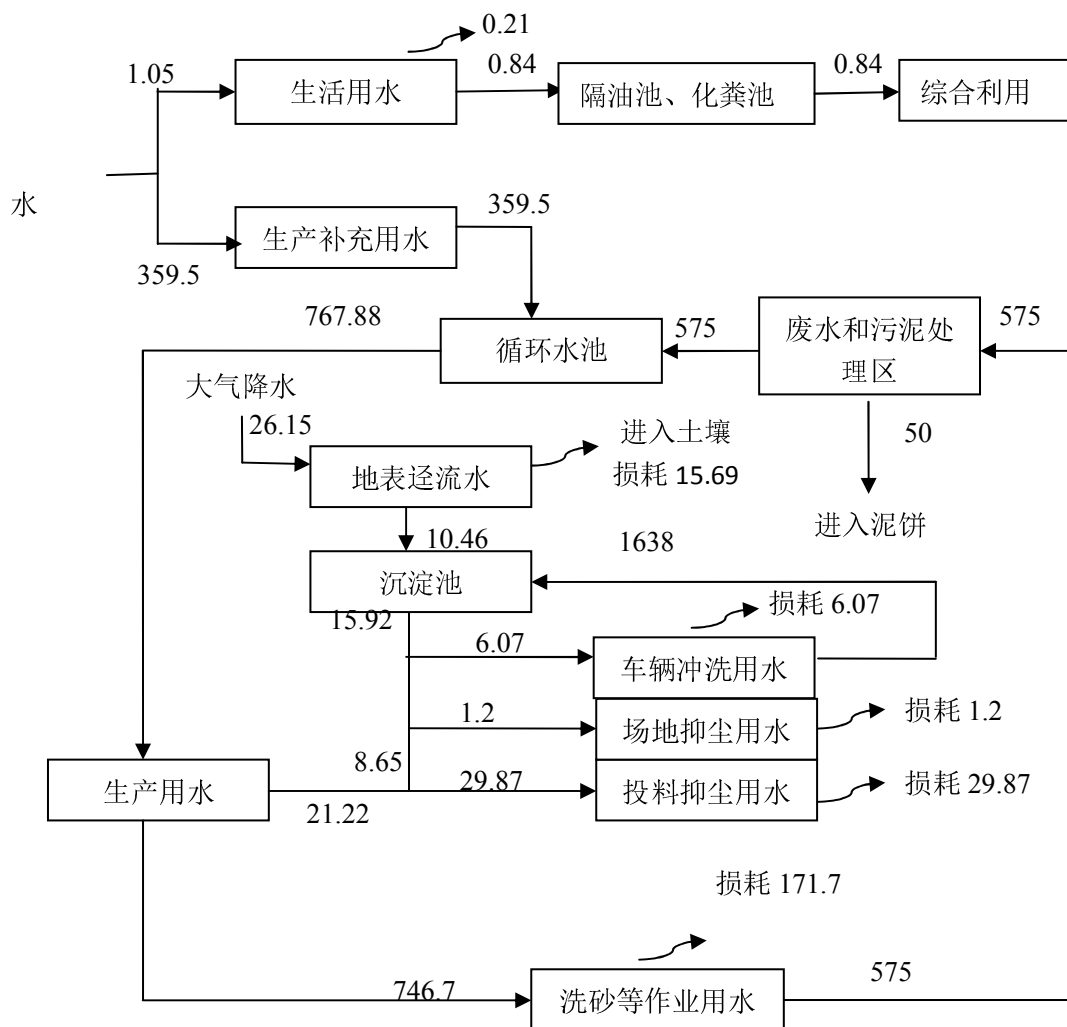 0.21
1.05
生活用水
0.84
隔油池、化粪池
0.84
综合利用
水
359.5
生产补充用水
359.5
767.88
循环水池
575
废水和污泥处
理区
575
大气降水
26.15
地表迳流水
进入土壤
损耗 15.69
50
进入泥饼
10.46
1638
沉淀池
15.92
损耗 6.07
6.07
车辆冲洗用水
1.2
场地抑尘用水
损耗 1.2
8.65
生产用水
21.22
29.87
投料抑尘用水
损耗 29.87
损耗 171.7
746.7
洗砂等作业用水
575